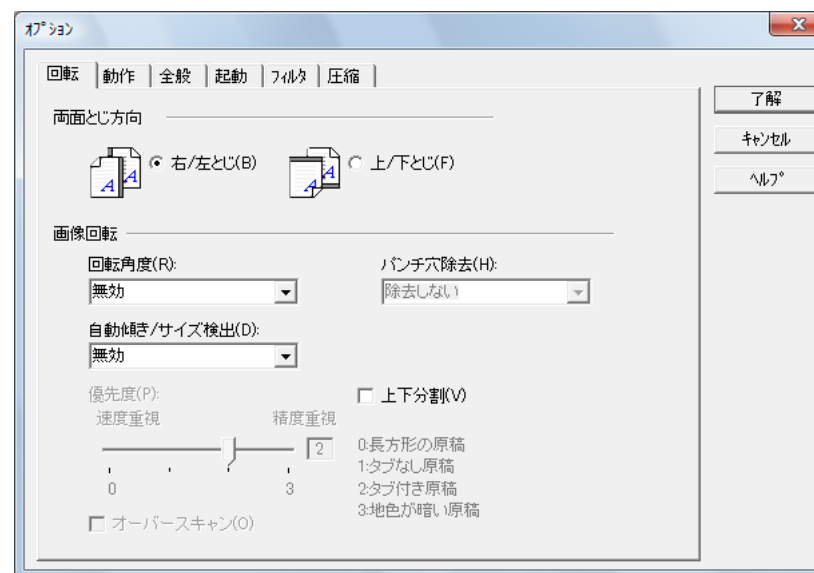 ｵﾌﾟｼｮﾝ
回転 動作 全般 起動 ﾌｨﾙﾀ 圧縮
了解
ｷｬﾝｾﾙ
ﾍﾙﾌﾟ
両面とじ方向
A A 右/左とじ(B) A A 上/下とじ(F)
画像回転
回転角度(R): パンチ穴除去(H):
無効 除去しない
自動傾き/サイズ検出(D):
無効
優先度(P): 上下分割(V)
速度重視 精度重視
2
0 3
0:長方形の原稿
1:タブなし原稿
2:タブ付き原稿
3:地色が暗い原稿
オーバースキャン(O)